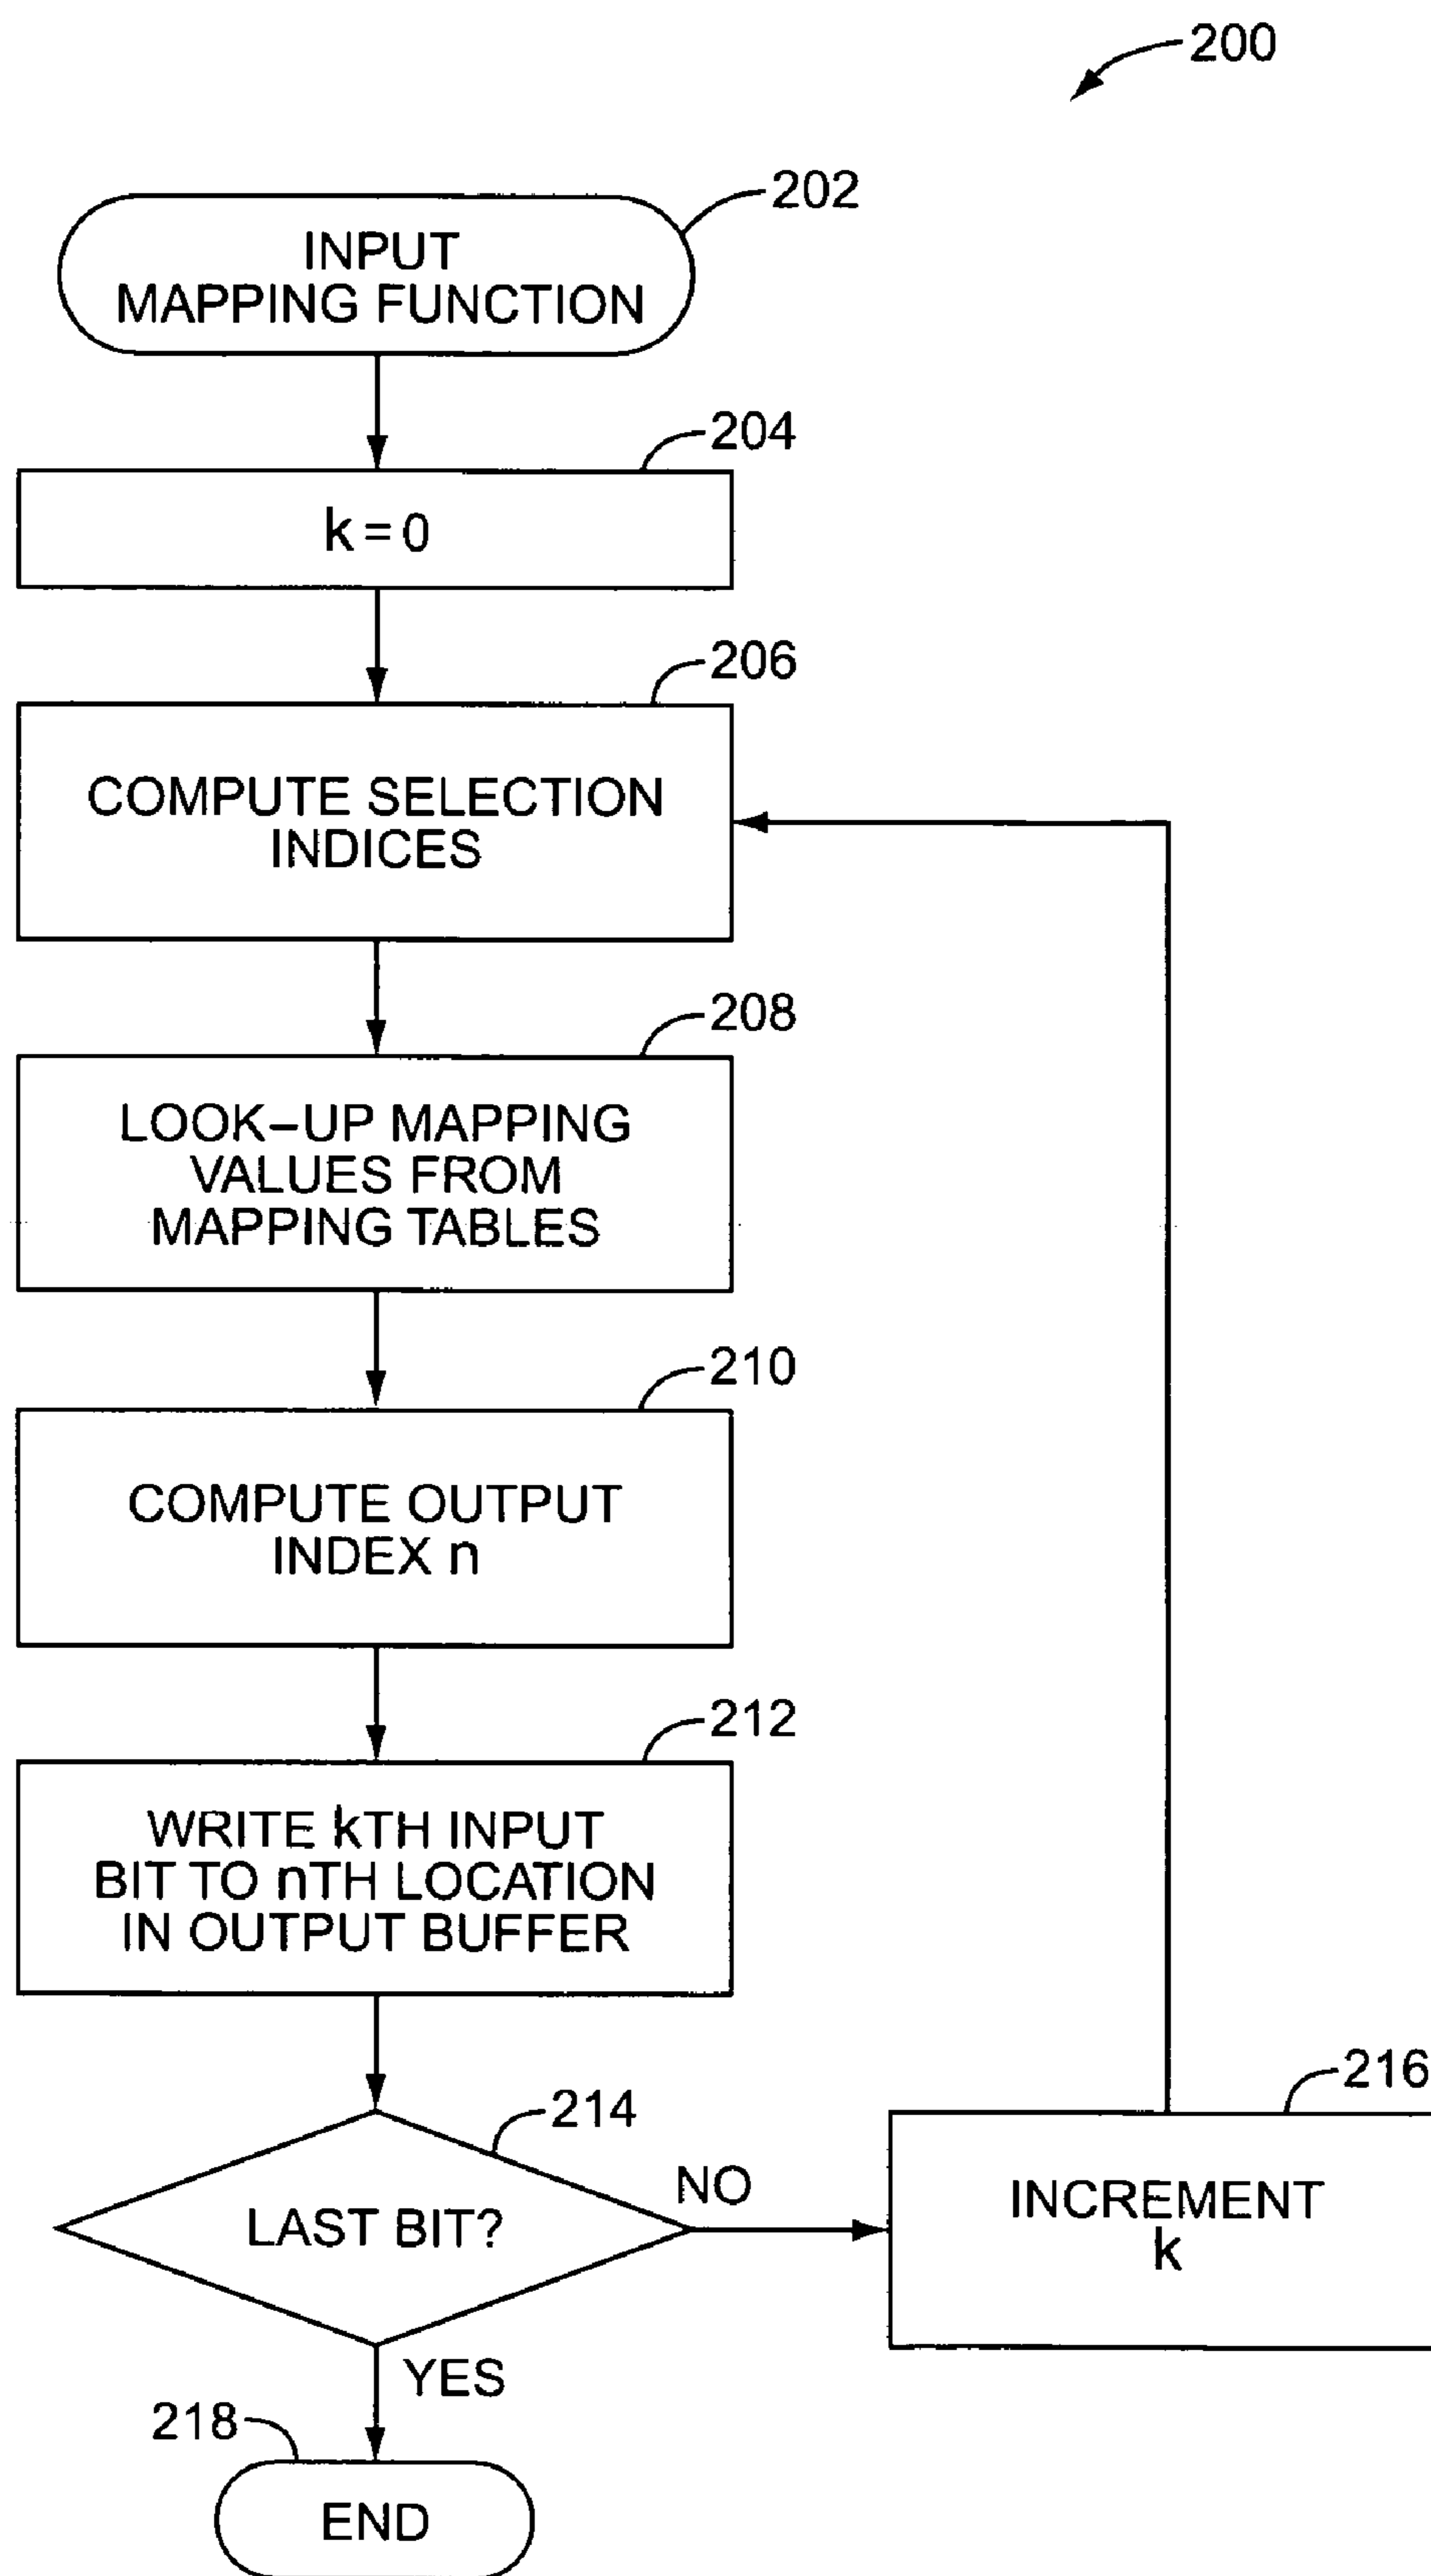 200
202
INPUT
MAPPING FUNCTION
204
k = 0
206
COMPUTE SELECTION
INDICES
208
LOOK-UP MAPPING
VALUES FROM
MAPPING TABLES
210
COMPUTE OUTPUT
INDEX n
212
WRITE kTH INPUT
BIT TO nTH LOCATION
IN OUTPUT BUFFER
214
LAST BIT?
NO
216
INCREMENT
k
YES
218
END